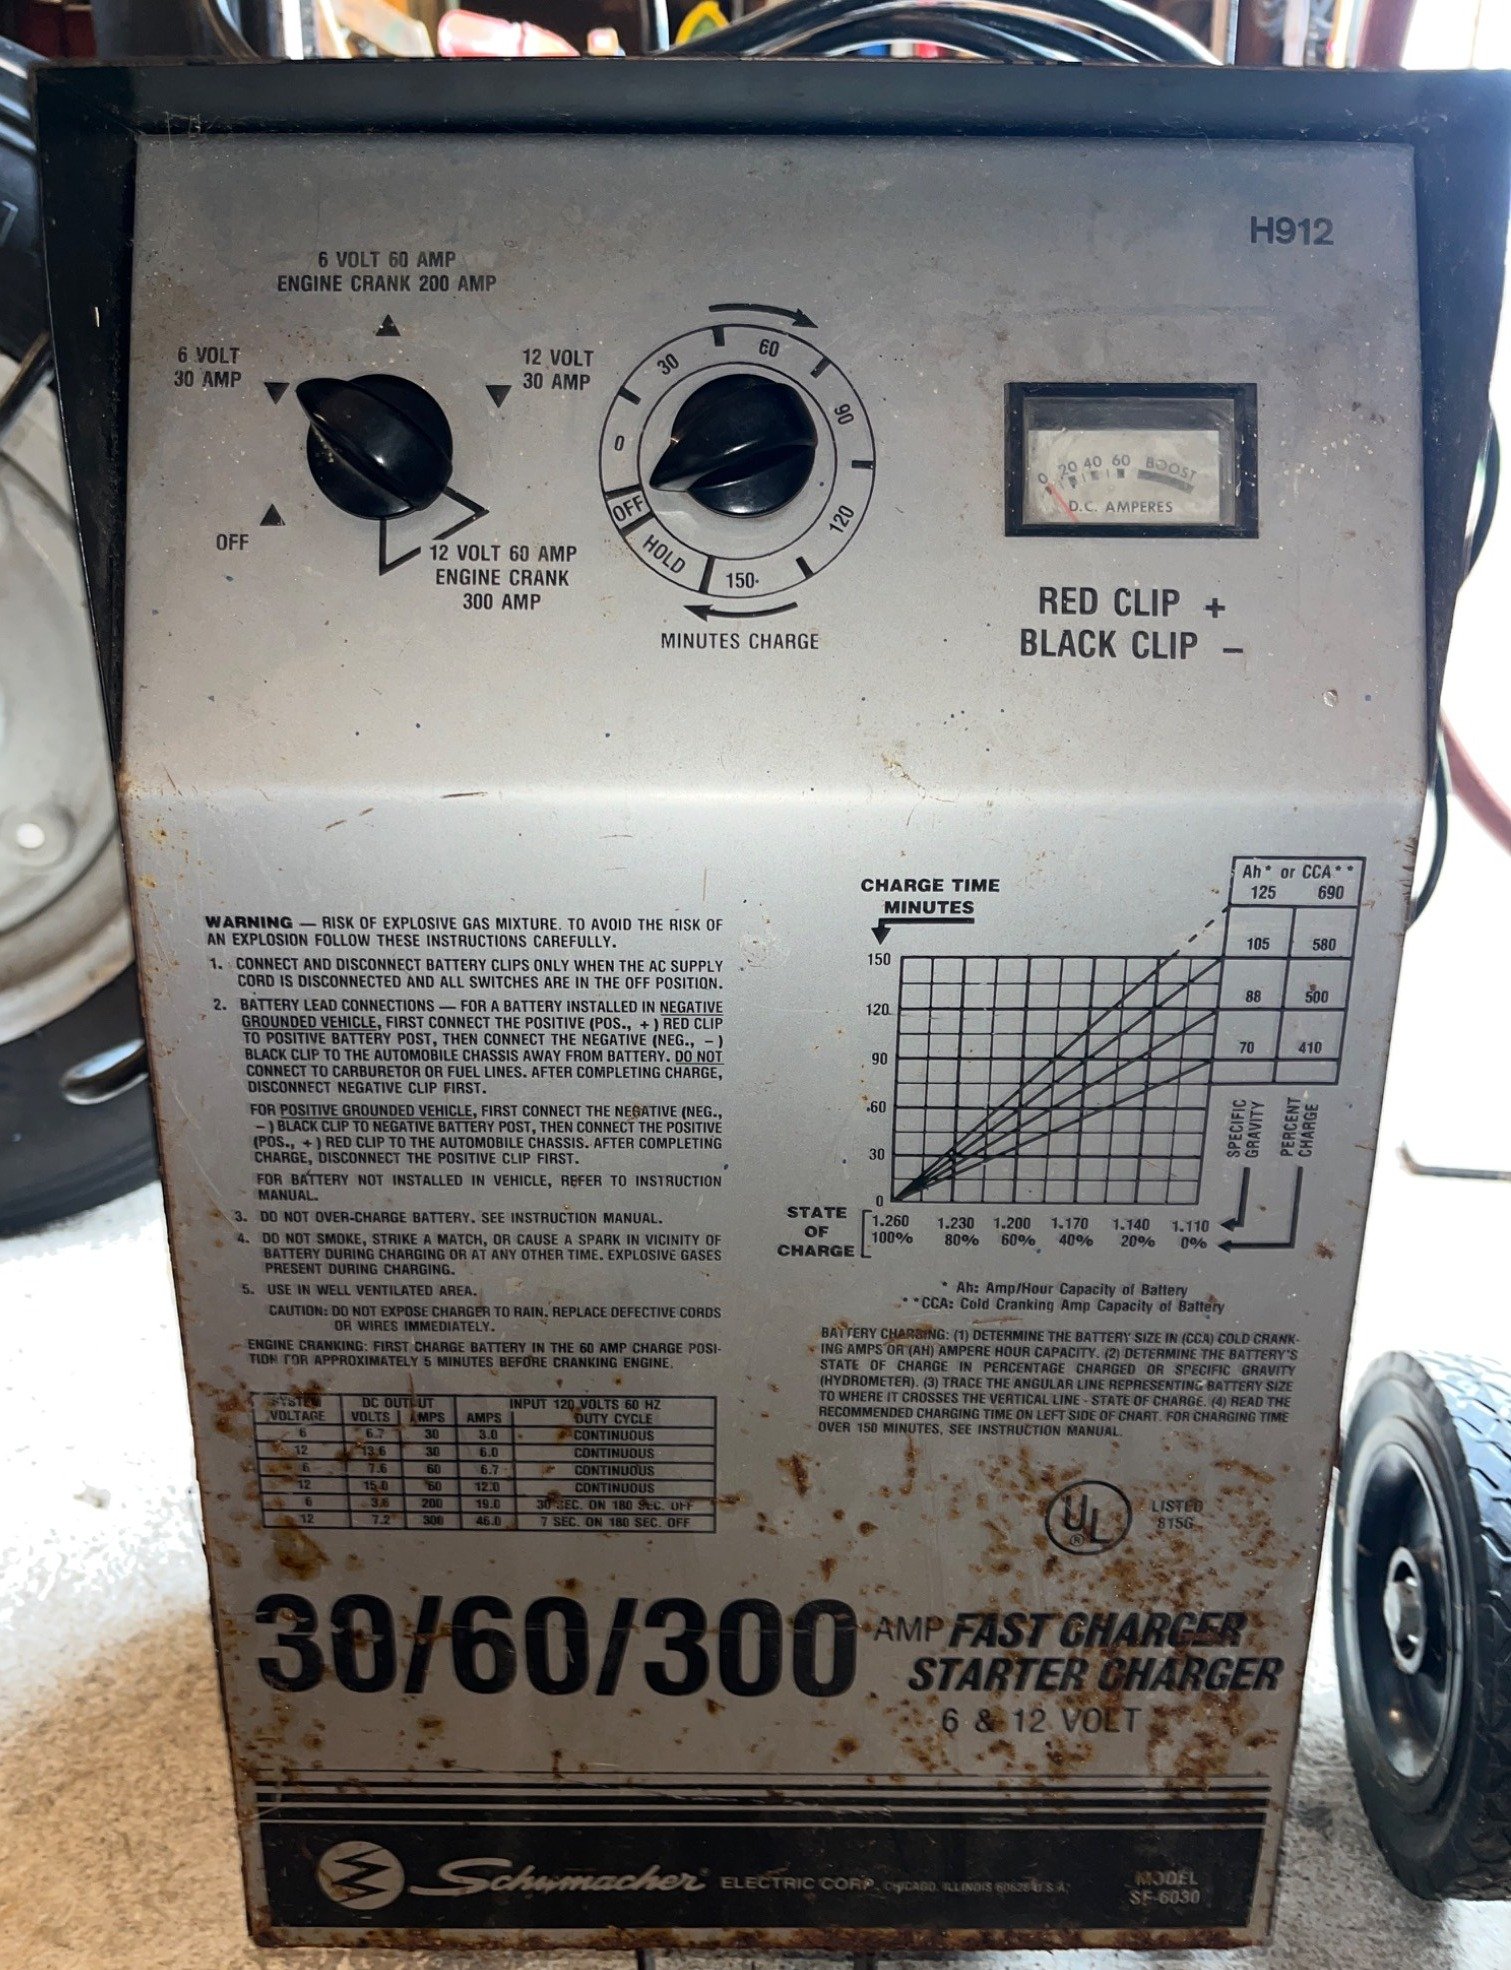 H912
6 VOLT 60 AMP
ENGINE CRANK 200 AMP
6 VOLT
30 AMP
12 VOLT
30 AMP
OFF
12 VOLT 60 AMP
ENGINE CRANK
300 AMP
0
30
60
90
120
150
HOLD
OFF
MINUTES CHARGE
0 20 40 60 BOOST
D.C. AMPERES
RED CLIP +
BLACK CLIP −
WARNING — RISK OF EXPLOSIVE GAS MIXTURE. TO AVOID THE RISK OF
AN EXPLOSION FOLLOW THESE INSTRUCTIONS CAREFULLY.
1. CONNECT AND DISCONNECT BATTERY CLIPS ONLY WHEN THE AC SUPPLY
CORD IS DISCONNECTED AND ALL SWITCHES ARE IN THE OFF POSITION.
2. BATTERY LEAD CONNECTIONS — FOR A BATTERY INSTALLED IN NEGATIVE
GROUNDED VEHICLE, FIRST CONNECT THE POSITIVE (POS., +) RED CLIP
TO POSITIVE BATTERY POST, THEN CONNECT THE NEGATIVE (NEG., −)
BLACK CLIP TO THE AUTOMOBILE CHASSIS AWAY FROM BATTERY. DO NOT
CONNECT TO CARBURETOR OR FUEL LINES. AFTER COMPLETING CHARGE,
DISCONNECT NEGATIVE CLIP FIRST.
FOR POSITIVE GROUNDED VEHICLE, FIRST CONNECT THE NEGATIVE (NEG.,
−) BLACK CLIP TO NEGATIVE BATTERY POST, THEN CONNECT THE POSITIVE
(POS., +) RED CLIP TO THE AUTOMOBILE CHASSIS. AFTER COMPLETING
CHARGE, DISCONNECT THE POSITIVE CLIP FIRST.
FOR BATTERY NOT INSTALLED IN VEHICLE, REFER TO INSTRUCTION
MANUAL.
3. DO NOT OVER-CHARGE BATTERY. SEE INSTRUCTION MANUAL.
4. DO NOT SMOKE, STRIKE A MATCH, OR CAUSE A SPARK IN VICINITY OF
BATTERY DURING CHARGING OR AT ANY OTHER TIME. EXPLOSIVE GASES
PRESENT DURING CHARGING.
5. USE IN WELL VENTILATED AREA.
CAUTION: DO NOT EXPOSE CHARGER TO RAIN. REPLACE DEFECTIVE CORDS
OR WIRES IMMEDIATELY.
ENGINE CRANKING: FIRST CHARGE BATTERY IN THE 60 AMP CHARGE POSI-
TION FOR APPROXIMATELY 5 MINUTES BEFORE CRANKING ENGINE.
SYSTEM DC OUTPUT INPUT 120 VOLTS 60 HZ
VOLTAGE VOLTS AMPS AMPS DUTY CYCLE
6 6.7 30 3.0 CONTINUOUS
12 13.6 30 6.0 CONTINUOUS
6 7.6 60 6.7 CONTINUOUS
12 15.0 60 12.0 CONTINUOUS
6 3.6 200 19.0 30 SEC. ON 180 SEC. OFF
12 7.2 300 46.0 7 SEC. ON 180 SEC. OFF
CHARGE TIME
MINUTES
Ah* or CCA**
125 690
105 580
88 500
70 410
150
120
90
60
30
0
SPECIFIC
GRAVITY
PERCENT
CHARGE
STATE
OF
CHARGE
1.260 1.230 1.200 1.170 1.140 1.110
100% 80% 60% 40% 20% 0%
* Ah: Amp/Hour Capacity of Battery
**CCA: Cold Cranking Amp Capacity of Battery
BATTERY CHARGING: (1) DETERMINE THE BATTERY SIZE IN (CCA) COLD CRANK-
ING AMPS OR (AH) AMPERE HOUR CAPACITY. (2) DETERMINE THE BATTERY'S
STATE OF CHARGE IN PERCENTAGE CHARGED OR SPECIFIC GRAVITY
(HYDROMETER). (3) TRACE THE ANGULAR LINE REPRESENTING BATTERY SIZE
TO WHERE IT CROSSES THE VERTICAL LINE - STATE OF CHARGE. (4) READ THE
RECOMMENDED CHARGING TIME ON LEFT SIDE OF CHART. FOR CHARGING TIME
OVER 150 MINUTES, SEE INSTRUCTION MANUAL.
UL ®
LISTED
815G
30/60/300 AMP FAST CHARGER
STARTER CHARGER
6 & 12 VOLT
Schumacher® ELECTRIC CORP. CHICAGO, ILLINOIS 60625 U.S.A.
MODEL
SF-6030